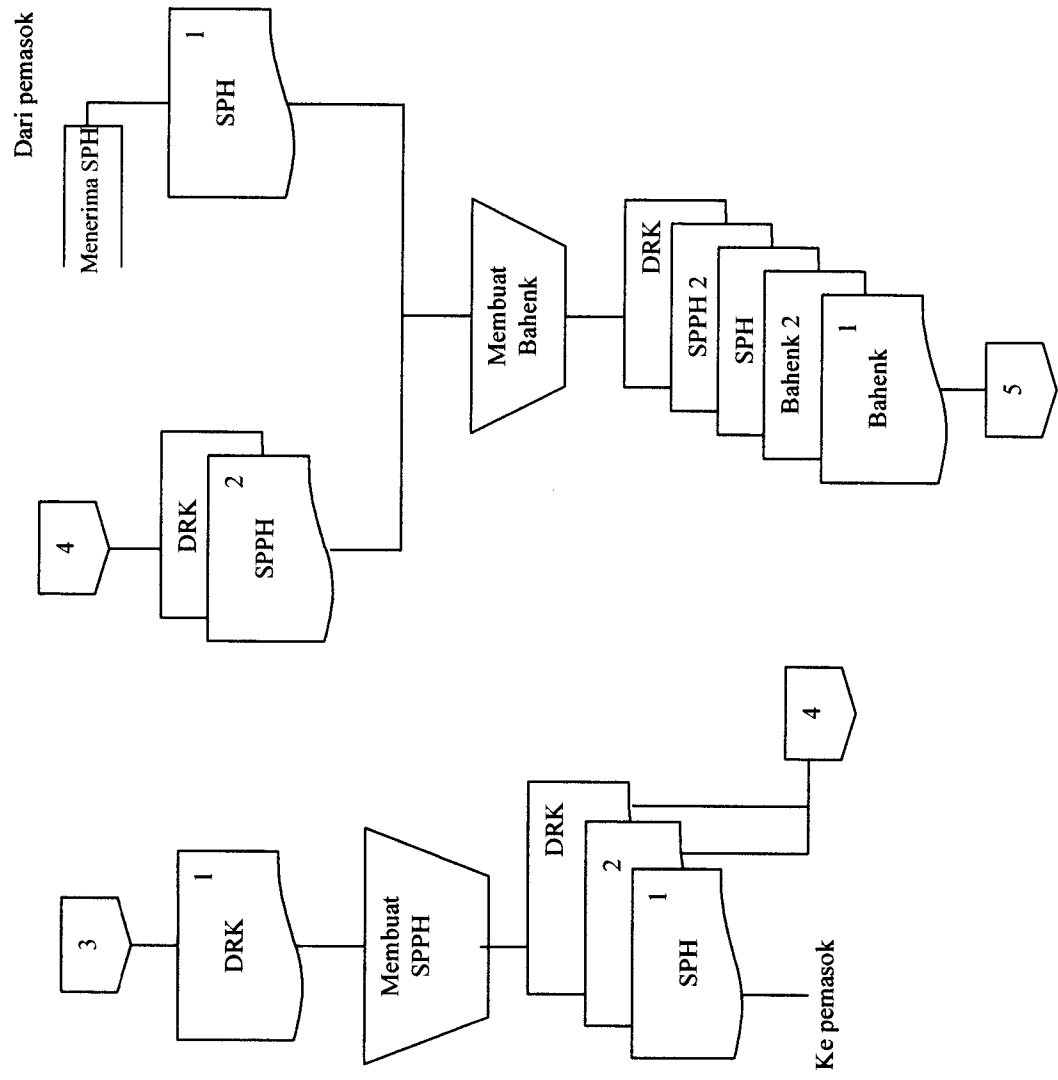 3
1
DRK
Membuat
SPPH
DRK
2
1
SPH
Ke pemasok
4
4
DRK
2
SPPH
Dari pemasok
Menerima SPH
1
SPH
Membuat
Bahenk
DRK
SPPH 2
SPH
Bahenk 2
1
Bahenk
5